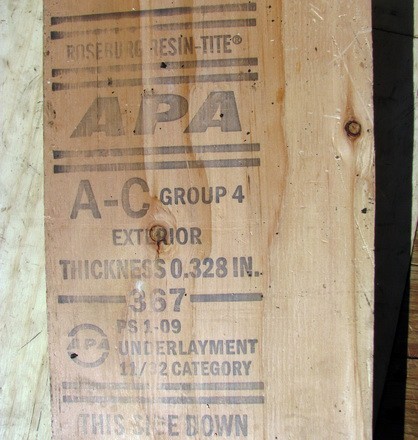 ROSEBURG RESIN-TITE®
APA
A-C GROUP 4
EXTERIOR
THICKNESS 0.328 IN.
367
APA
PS 1-09
UNDERLAYMENT
11/32 CATEGORY
THIS SIDE DOWN